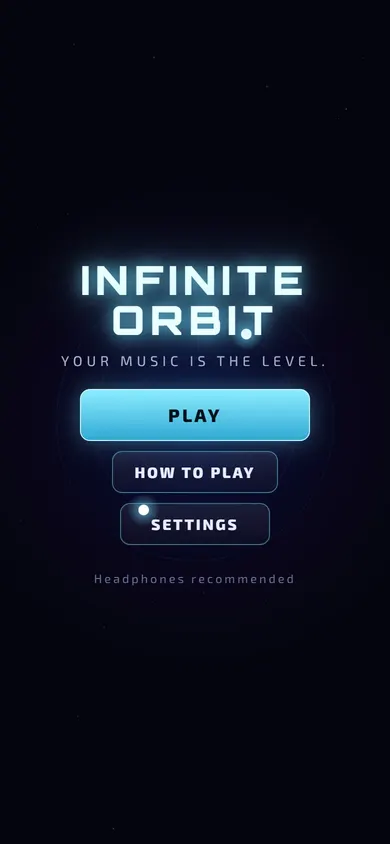 INFINITE
ORBIT
YOUR MUSIC IS THE LEVEL.
PLAY
HOW TO PLAY
SETTINGS
Headphones recommended